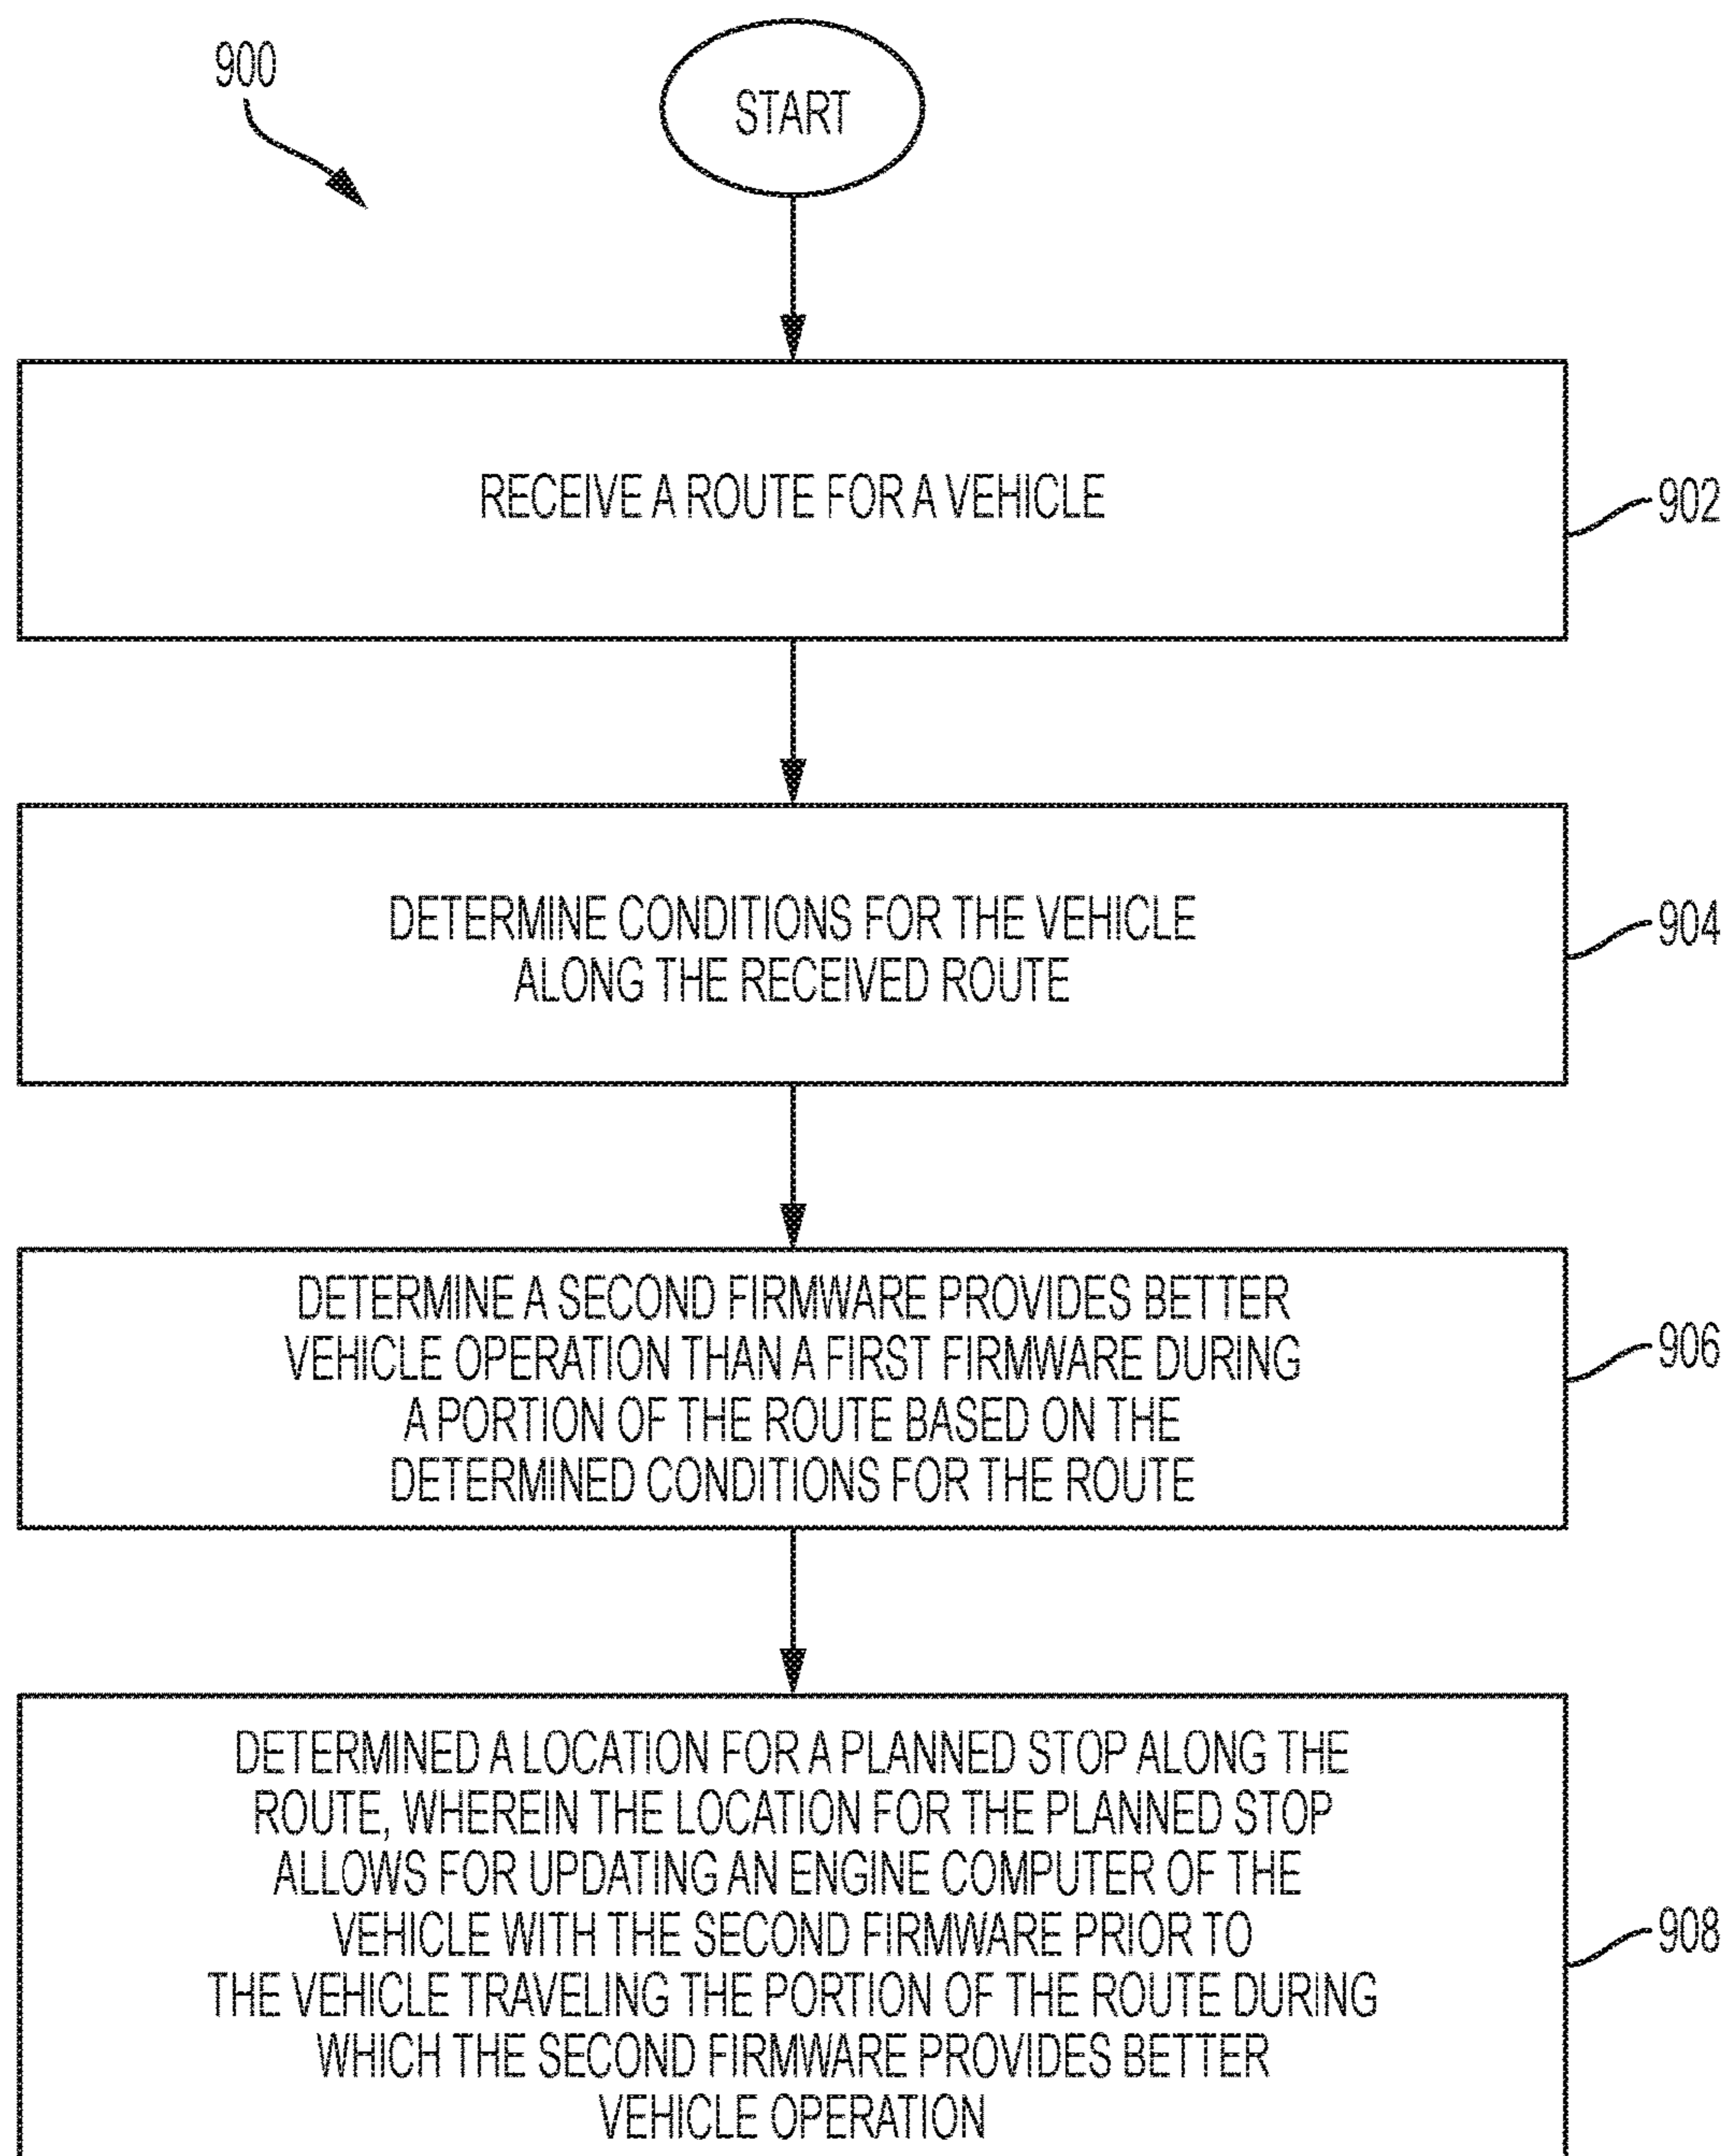 900
START
RECEIVE A ROUTE FOR A VEHICLE
902
DETERMINE CONDITIONS FOR THE VEHICLE
ALONG THE RECEIVED ROUTE
904
DETERMINE A SECOND FIRMWARE PROVIDES BETTER
VEHICLE OPERATION THAN A FIRST FIRMWARE DURING
A PORTION OF THE ROUTE BASED ON THE
DETERMINED CONDITIONS FOR THE ROUTE
906
DETERMINED A LOCATION FOR A PLANNED STOP ALONG THE
ROUTE, WHEREIN THE LOCATION FOR THE PLANNED STOP
ALLOWS FOR UPDATING AN ENGINE COMPUTER OF THE
VEHICLE WITH THE SECOND FIRMWARE PRIOR TO
THE VEHICLE TRAVELING THE PORTION OF THE ROUTE DURING
WHICH THE SECOND FIRMWARE PROVIDES BETTER
VEHICLE OPERATION
908